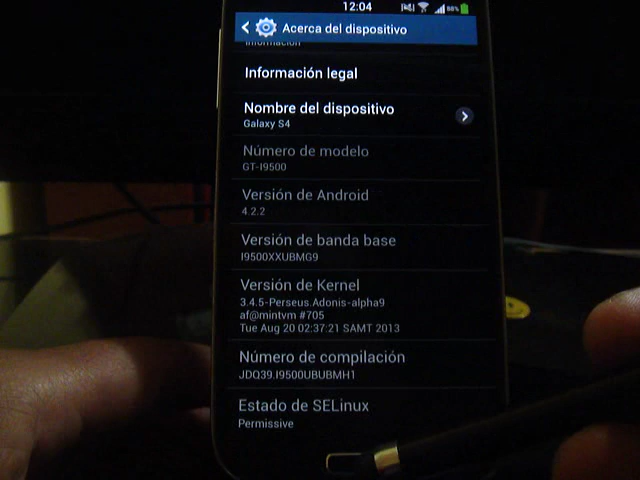 12:04 88%
Acerca del dispositivo
información
Información legal
Nombre del dispositivo
Galaxy S4
Número de modelo
GT-I9500
Versión de Android
4.2.2
Versión de banda base
I9500XXUBMG9
Versión de Kernel
3.4.5-Perseus.Adonis-alpha9
af@mintvm #705
Tue Aug 20 02:37:21 SAMT 2013
Número de compilación
JDQ39.I9500UBUBMH1
Estado de SELinux
Permissive